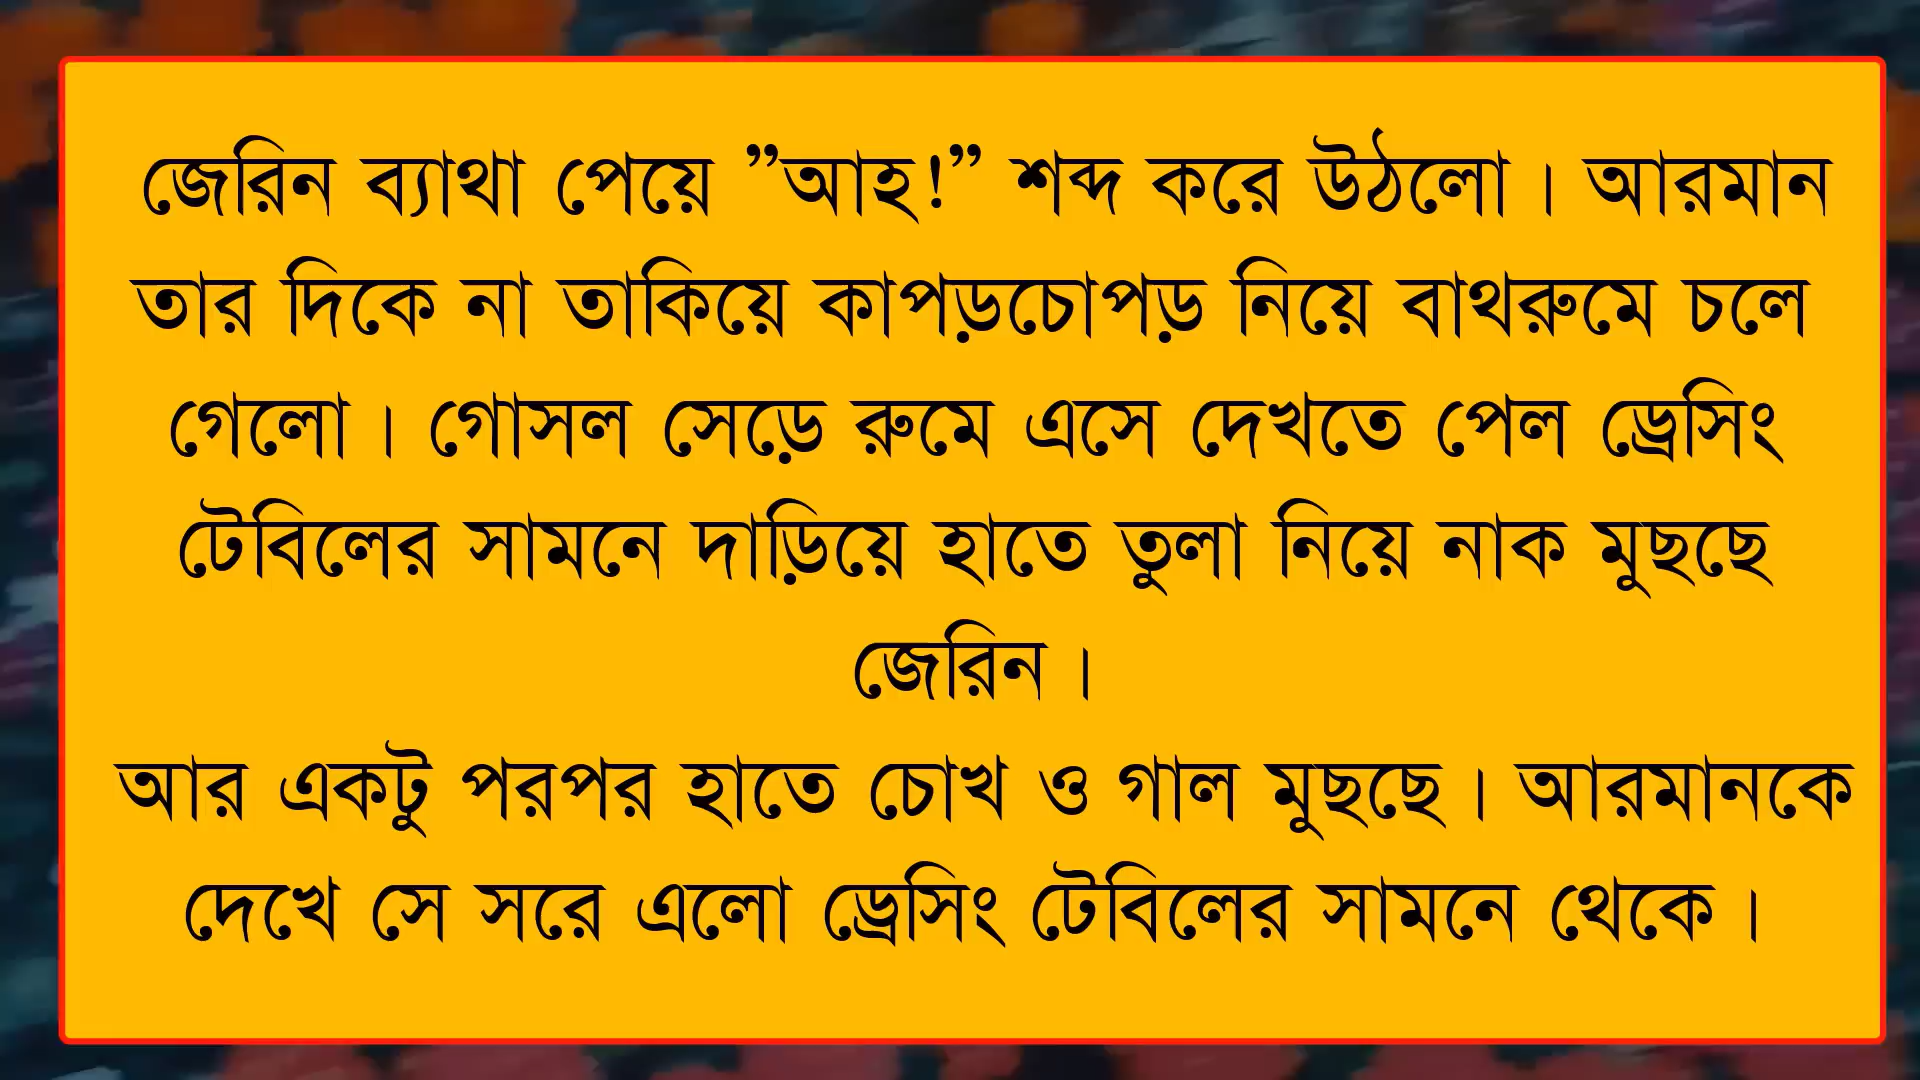 জেরিন ব্যাথা পেয়ে ”আহ!” শব্দ করে উঠলো। আরমান
তার দিকে না তাকিয়ে কাপড়চোপড় নিয়ে বাথরুমে চলে
গেলো। গোসল সেড়ে রুমে এসে দেখতে পেল ড্রেসিং
টেবিলের সামনে দাড়িয়ে হাতে তুলা নিয়ে নাক মুছছে
জেরিন।
আর একটু পরপর হাতে চোখ ও গাল মুছছে। আরমানকে
দেখে সে সরে এলো ড্রেসিং টেবিলের সামনে থেকে।